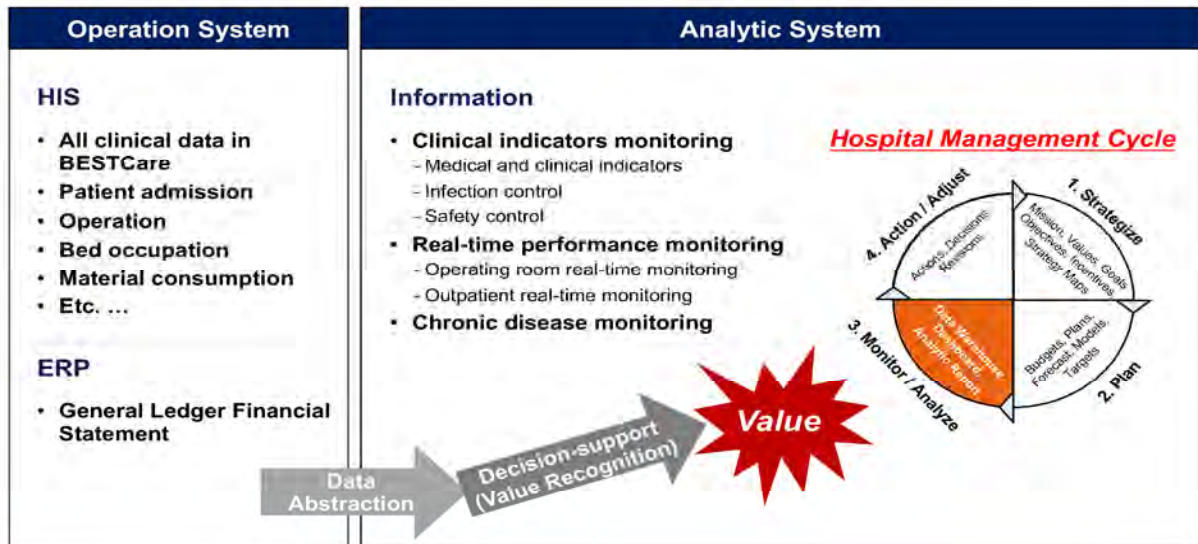 Operation System
HIS
• All clinical data in
BESTCare
• Patient admission
• Operation
• Bed occupation
• Material consumption
• Etc. …
ERP
• General Ledger Financial
Statement
Analytic System
Information
• Clinical indicators monitoring
- Medical and clinical indicators
- Infection control
- Safety control
• Real-time performance monitoring
- Operating room real-time monitoring
- Outpatient real-time monitoring
• Chronic disease monitoring
Data
Abstraction
Decision-support
(Value Recognition)
Value
Hospital Management Cycle
1. Strategize
Mission, Values, Goals
Objectives, Incentives,
Strategy Maps
2. Plan
Budgets, Plans,
Forecast, Models,
Targets
3. Monitor / Analyze
Data Warehouse
Dashboard,
Analytic Report
4. Action / Adjust
Actions, Decisions
Revisions